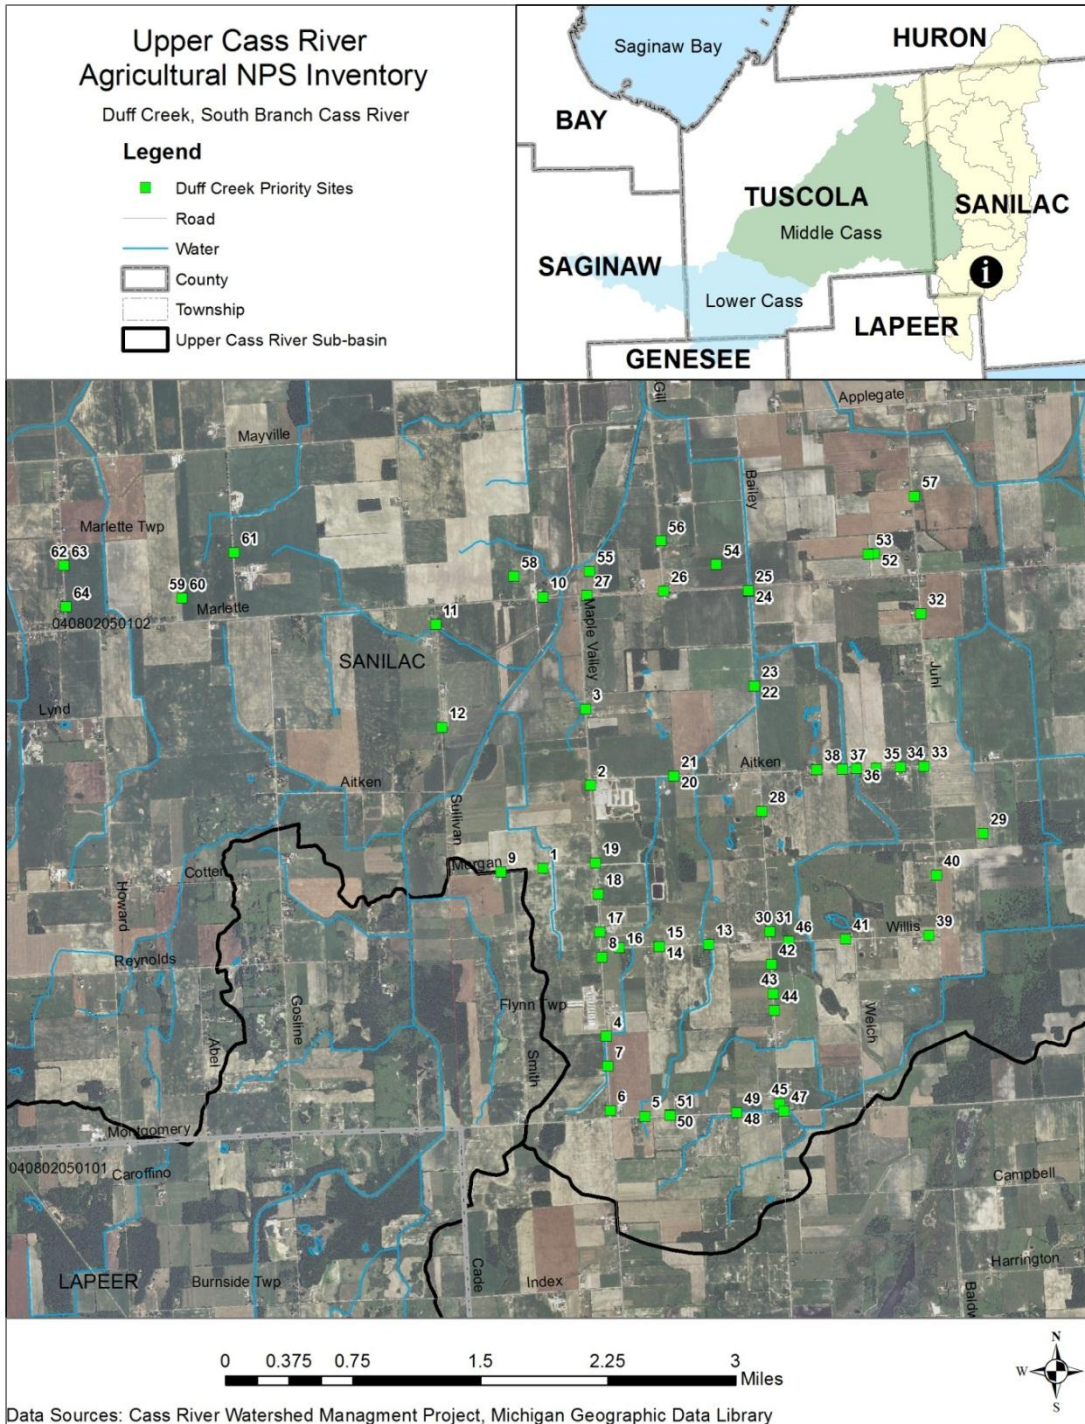 Upper Cass River
Agricultural NPS Inventory
Duff Creek, South Branch Cass River
Legend
Duff Creek Priority Sites
Road
Water
County
Township
Upper Cass River Sub-basin
Saginaw Bay
HURON
BAY
TUSCOLA
SANILAC
Middle Cass
SAGINAW
i
Lower Cass
LAPEER
GENESEE
Gill
Applegate
Mayville
Bailey
57
Marlette Twp
56
53
62 63
61
55
54
52
58
59 60
27
26
25
10
64
Marlette
24
040802050102
11
Maple Valley
32
SANILAC
23
Juhl
22
3
Lynd
12
21
Aitken
38
37
35
34
33
Aitken
20
36
2
Sullivan
28
29
Morgan
9
1
19
Cotter
40
18
Howard
17
30
31
46
41
Willis
39
8
16
15
13
14
Reynolds
42
43
Gosline
Flynn Twp
44
4
Welch
Abel
Smith
7
6
5
51
49
45
47
50
48
Montgomery
040802050101
Caroffino
Campbell
LAPEER
Burnside Twp
Cade
Index
Harrington
Baldw
0
0.375
0.75
1.5
2.25
3
Miles
N
W
E
S
Data Sources: Cass River Watershed Managment Project, Michigan Geographic Data Library